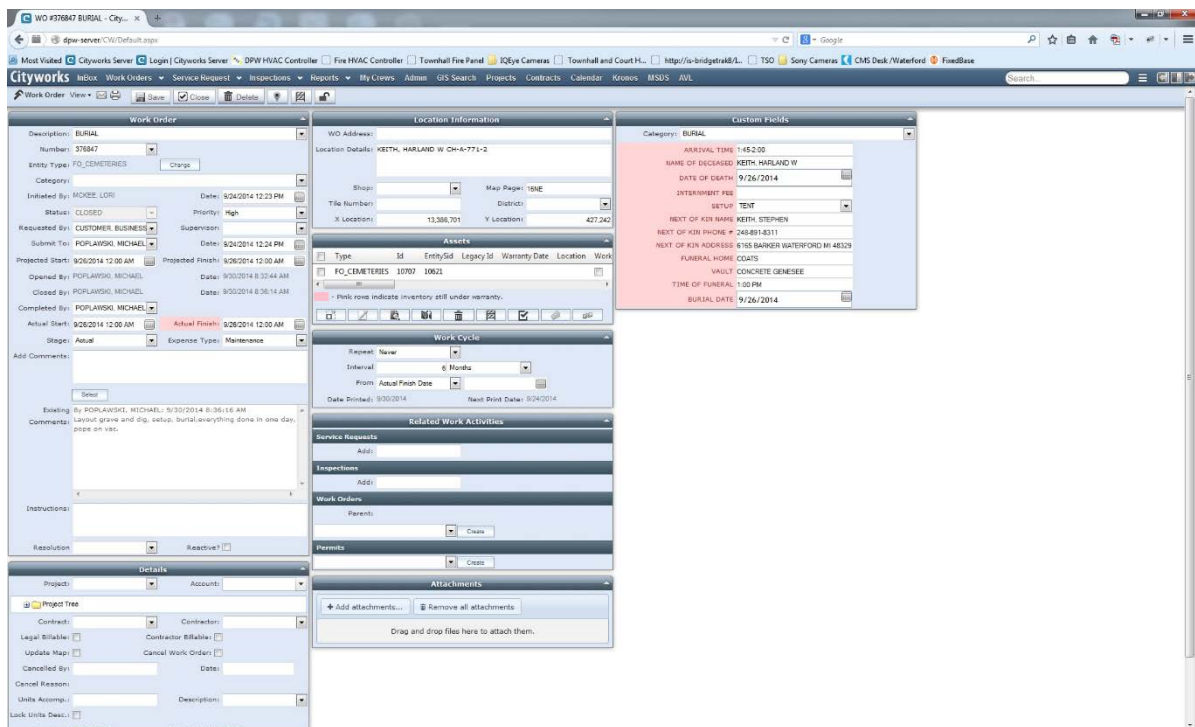 WO #376847 BURIAL - City...
dpw-server/CW/Default.aspx
Google
Most Visited Cityworks Server Login | Cityworks Server DPW HVAC Controller Fire HVAC Controller Townhall Fire Panel IQEye Cameras Townhall and Court H... http://is-bridgetrak8/L... TSO Sony Cameras CMS Desk /Waterford FixedBase
Cityworks InBox Work Orders Service Request Inspections Reports My Crews Admin GIS Search Projects Contracts Calendar Kronos MSDS AVL Search...
Work Order View Save Close Delete
Work Order
Description: BURIAL
Number: 376847
Entity Type: FO_CEMETERIES Change
Category:
Initiated By: MCKEE, LORI Date: 9/24/2014 12:23 PM
Status: CLOSED Priority: High
Requested By: CUSTOMER, BUSINESS Supervisor:
Submit To: POPLAWSKI, MICHAEL Date: 9/24/2014 12:24 PM
Projected Start: 9/26/2014 12:00 AM Projected Finish: 9/26/2014 12:00 AM
Opened By: POPLAWSKI, MICHAEL Date: 9/30/2014 8:32:44 AM
Closed By: POPLAWSKI, MICHAEL Date: 9/30/2014 8:36:14 AM
Completed By: POPLAWSKI, MICHAEL
Actual Start: 9/26/2014 12:00 AM Actual Finish: 9/26/2014 12:00 AM
Stage: Actual Expense Type: Maintenance
Add Comments:
Select
Existing Comments: By POPLAWSKI, MICHAEL: 9/30/2014 8:36:16 AM
Layout grave and dig, setup, burial,everything done in one day,
pope on vac.
Instructions:
Resolution Reactive?
Details
Project: Account:
Project Tree
Contract: Contractor:
Legal Billable: Contractor Billable:
Update Map: Cancel Work Order:
Cancelled By: Date:
Cancel Reason:
Units Accomp.: Description:
Lock Units Desc.:
Location Information
WO Address:
Location Details: KEITH, HARLAND W CH-A-771-2
Shop: Map Page: 16NE
Tile Number: District:
X Location: 13,386,701 Y Location: 427,242
Assets
Type Id EntitySid Legacy Id Warranty Date Location Work
FO_CEMETERIES 10707 10621
- Pink rows indicate inventory still under warranty.
Work Cycle
Repeat Never
Interval 6 Months
From Actual Finish Date
Date Printed: 9/30/2014 Next Print Date: 9/24/2014
Related Work Activities
Service Requests
Add:
Inspections
Add:
Work Orders
Parent:
Create
Permits
Create
Attachments
Add attachments... Remove all attachments
Drag and drop files here to attach them.
Custom Fields
Category: BURIAL
ARRIVAL TIME 1:45-2:00
NAME OF DECEASED KEITH, HARLAND W
DATE OF DEATH 9/26/2014
INTERNMENT FEE
SETUP TENT
NEXT OF KIN NAME KEITH, STEPHEN
NEXT OF KIN PHONE # 248-891-8311
NEXT OF KIN ADDRESS 6165 BARKER WATERFORD MI 48329
FUNERAL HOME COATS
VAULT CONCRETE GENESEE
TIME OF FUNERAL 1:00 PM
BURIAL DATE 9/26/2014